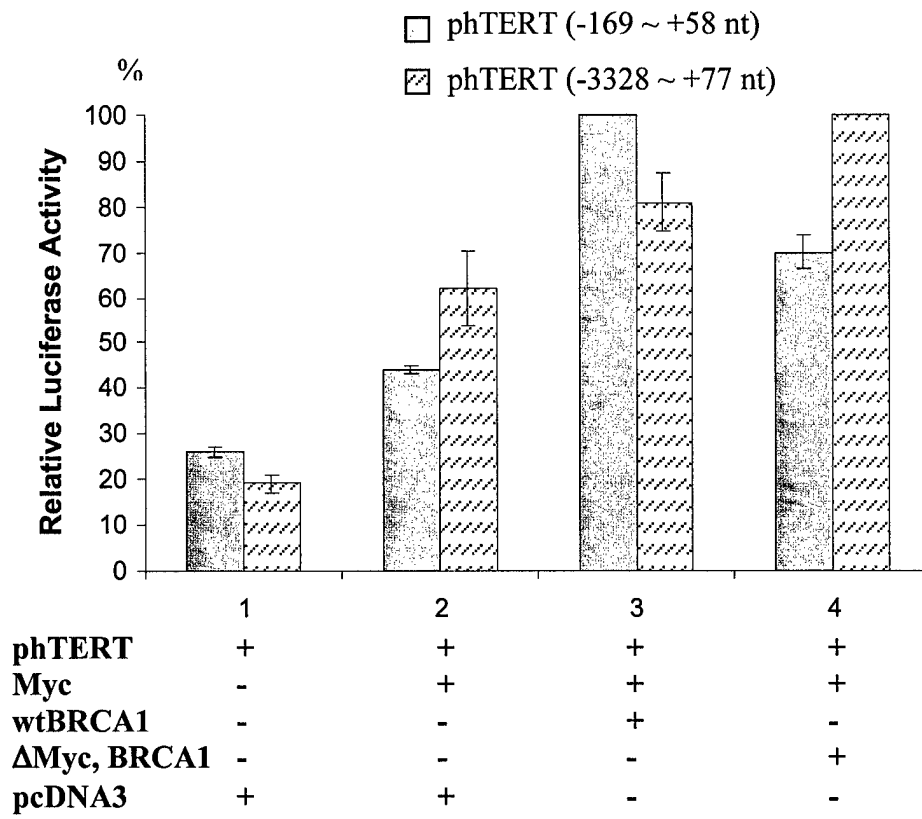 phTERT (-169 ~ +58 nt)
phTERT (-3328 ~ +77 nt)
%
Relative Luciferase Activity
100
90
80
70
60
50
40
30
20
10
0
1 2 3 4
phTERT + + + +
Myc - + + +
wtBRCA1 - - + -
ΔMyc, BRCA1 - - - +
pcDNA3 + + - -